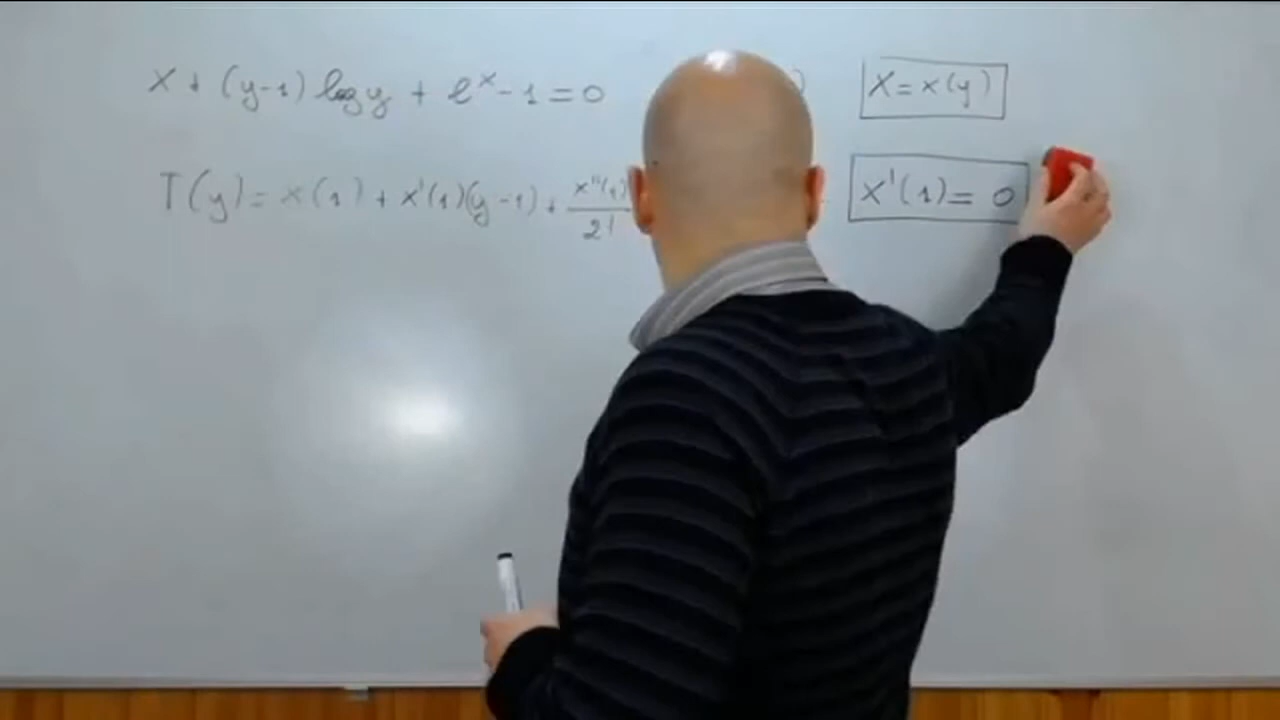 x + (y-1) log y + e^x - 1 = 0 ) x = x(y)
T(y) = x(1) + x'(1)(y-1) + x''(1)/2! x'(1) = 0